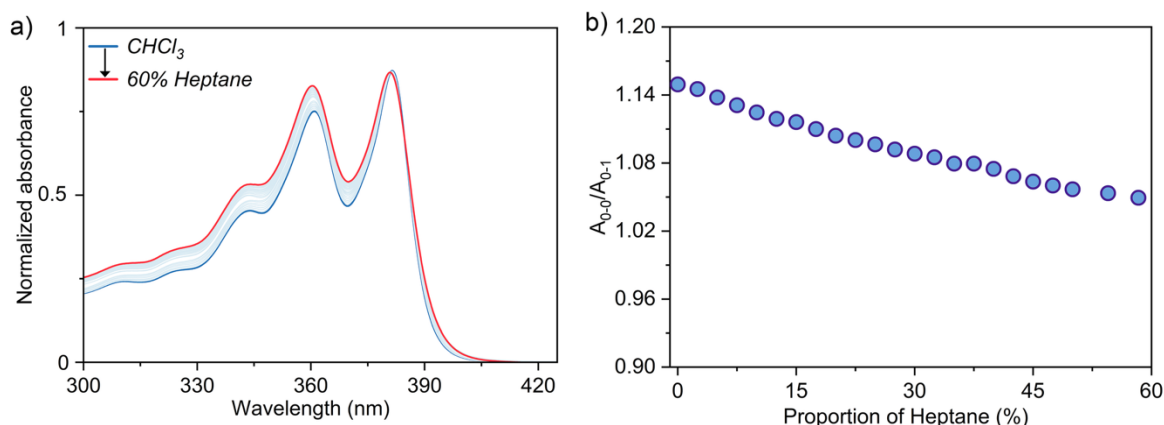 a)
CHCl3
60% Heptane
Normalized absorbance
1
0.5
0
300
330
360
390
420
Wavelength (nm)
b)
A0-0/A0-1
1.20
1.14
1.08
1.02
0.96
0.90
0
15
30
45
60
Proportion of Heptane (%)